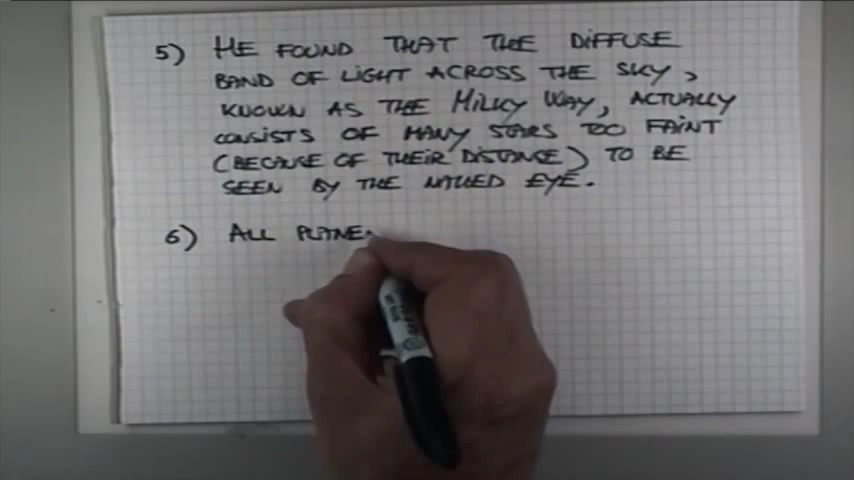 5) HE FOUND THAT THE DIFFUSE
BAND OF LIGHT ACROSS THE SKY,
KNOWN AS THE MILKY WAY, ACTUALLY
CONSISTS OF MANY STARS TOO FAINT
(BECAUSE OF THEIR DISTANCE) TO BE
SEEN BY THE NAKED EYE.
6) ALL PLANE